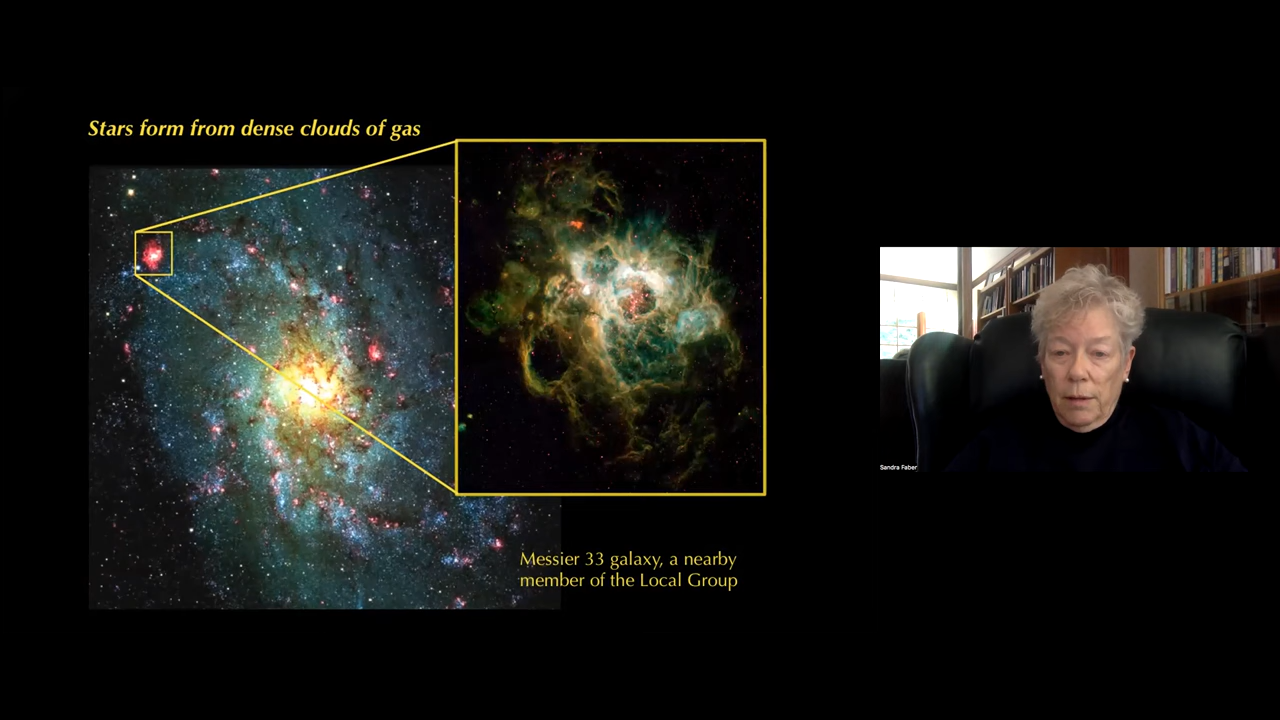 Stars form from dense clouds of gas
Messier 33 galaxy, a nearby
member of the Local Group
Sandra Faber